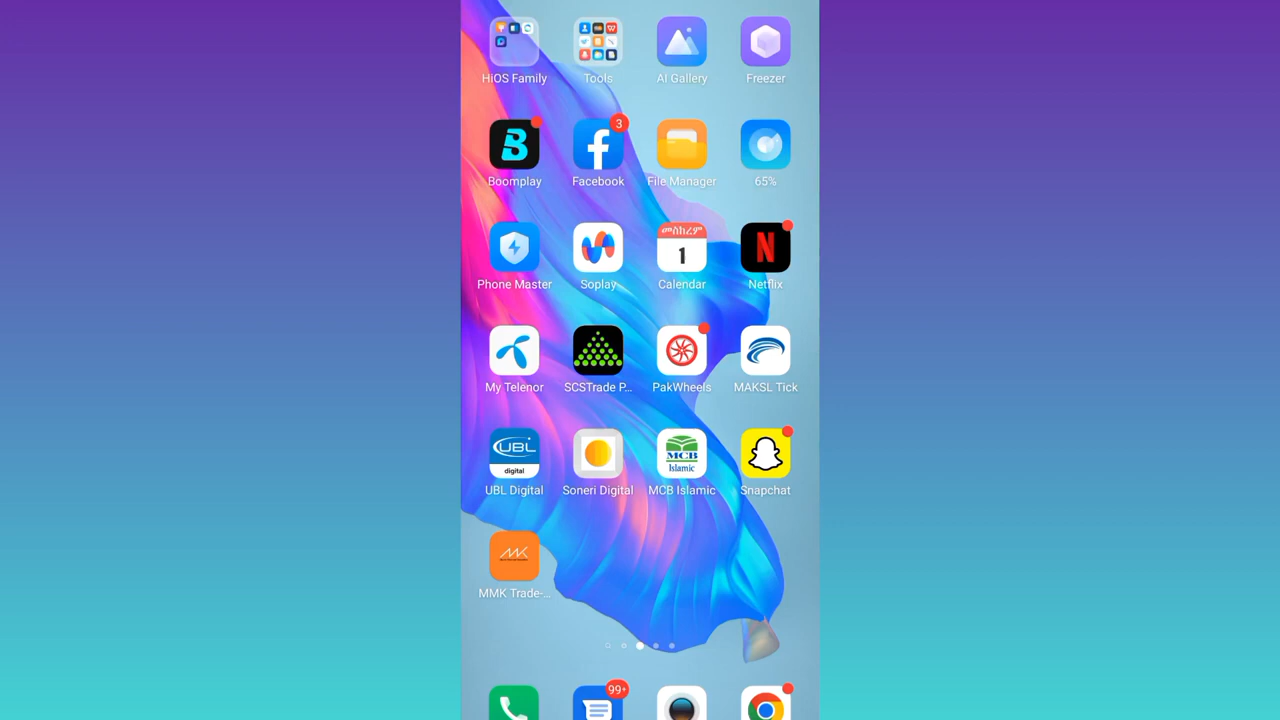 HiOS Family
Tools
AI Gallery
Freezer
3
Boomplay
Facebook
File Manager
65%
መስከረም
1
Phone Master
Soplay
Calendar
N
Netflix
My Telenor
SCSTrade P...
PakWheels
MAKSL Tick
UBL
digital
MCB
Islamic
UBL Digital
Soneri Digital
MCB Islamic
Snapchat
MK
MMK Trade-...
99+